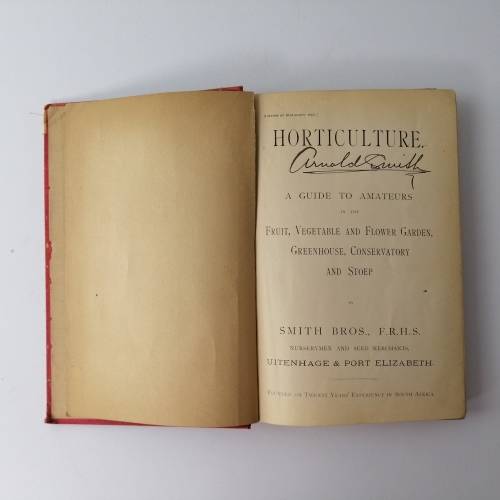 HORTICULTURE.
Arnold Smith
A GUIDE TO AMATEURS
IN THE
FRUIT, VEGETABLE AND FLOWER GARDEN,
GREENHOUSE, CONSERVATORY
AND STOEP
BY
SMITH BROS., F.R.H.S.
NURSERYMEN AND SEED MERCHANTS,
UITENHAGE & PORT ELIZABETH.
FOUNDED ON TWENTY YEARS' EXPERIENCE IN SOUTH AFRICA